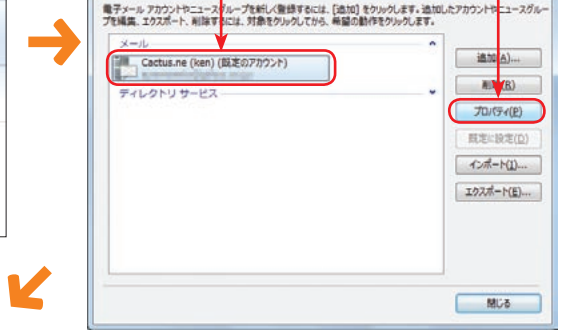 電子メール アカウントやニュースグループを新しく登録するには、[追加] をクリックします。追加したアカウントやニュースグルー
プを編集、エクスポート、削除するには、対象をクリックしてから、希望の動作をクリックします。
メール
Cactus.ne (ken) (既定のアカウント)
ディレクトリ サービス
追加(A)...
削除(R)
プロパティ(P)
既定に設定(D)
インポート(I)...
エクスポート(E)...
閉じる